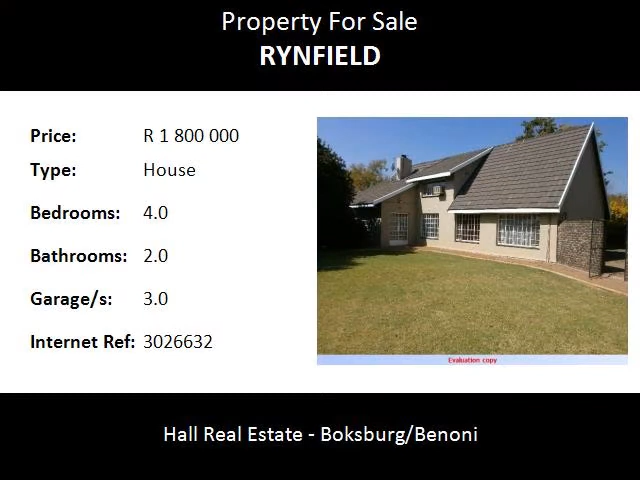 Property For Sale
RYNFIELD
Price: R 1 800 000
Type: House
Bedrooms: 4.0
Bathrooms: 2.0
Garage/s: 3.0
Internet Ref: 3026632
Evaluation copy
Hall Real Estate - Boksburg/Benoni